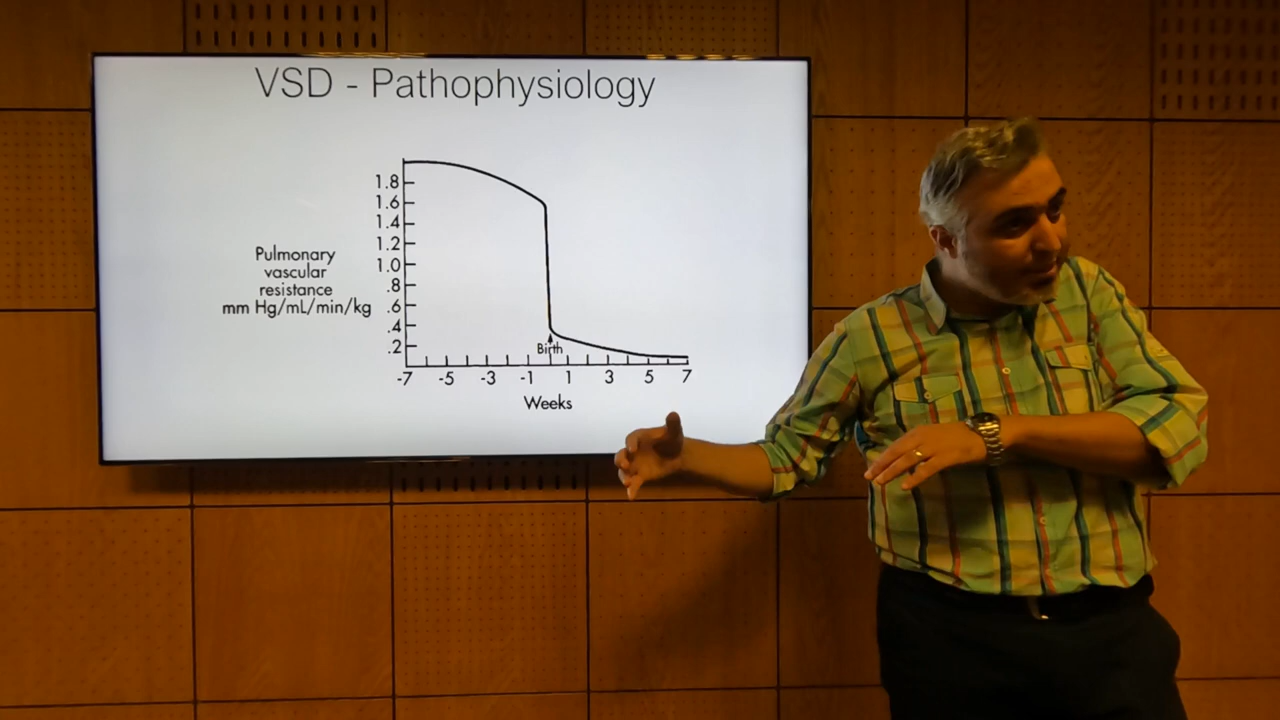 VSD - Pathophysiology
Pulmonary
vascular
resistance
mm Hg/mL/min/kg
1.8
1.6
1.4
1.2
1.0
.8
.6
.4
.2
Birth
-7 -5 -3 -1 1 3 5 7
Weeks